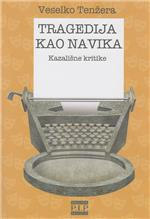 Veselko Tenžera
TRAGEDIJA
KAO NAVIKA
Kazališne kritike